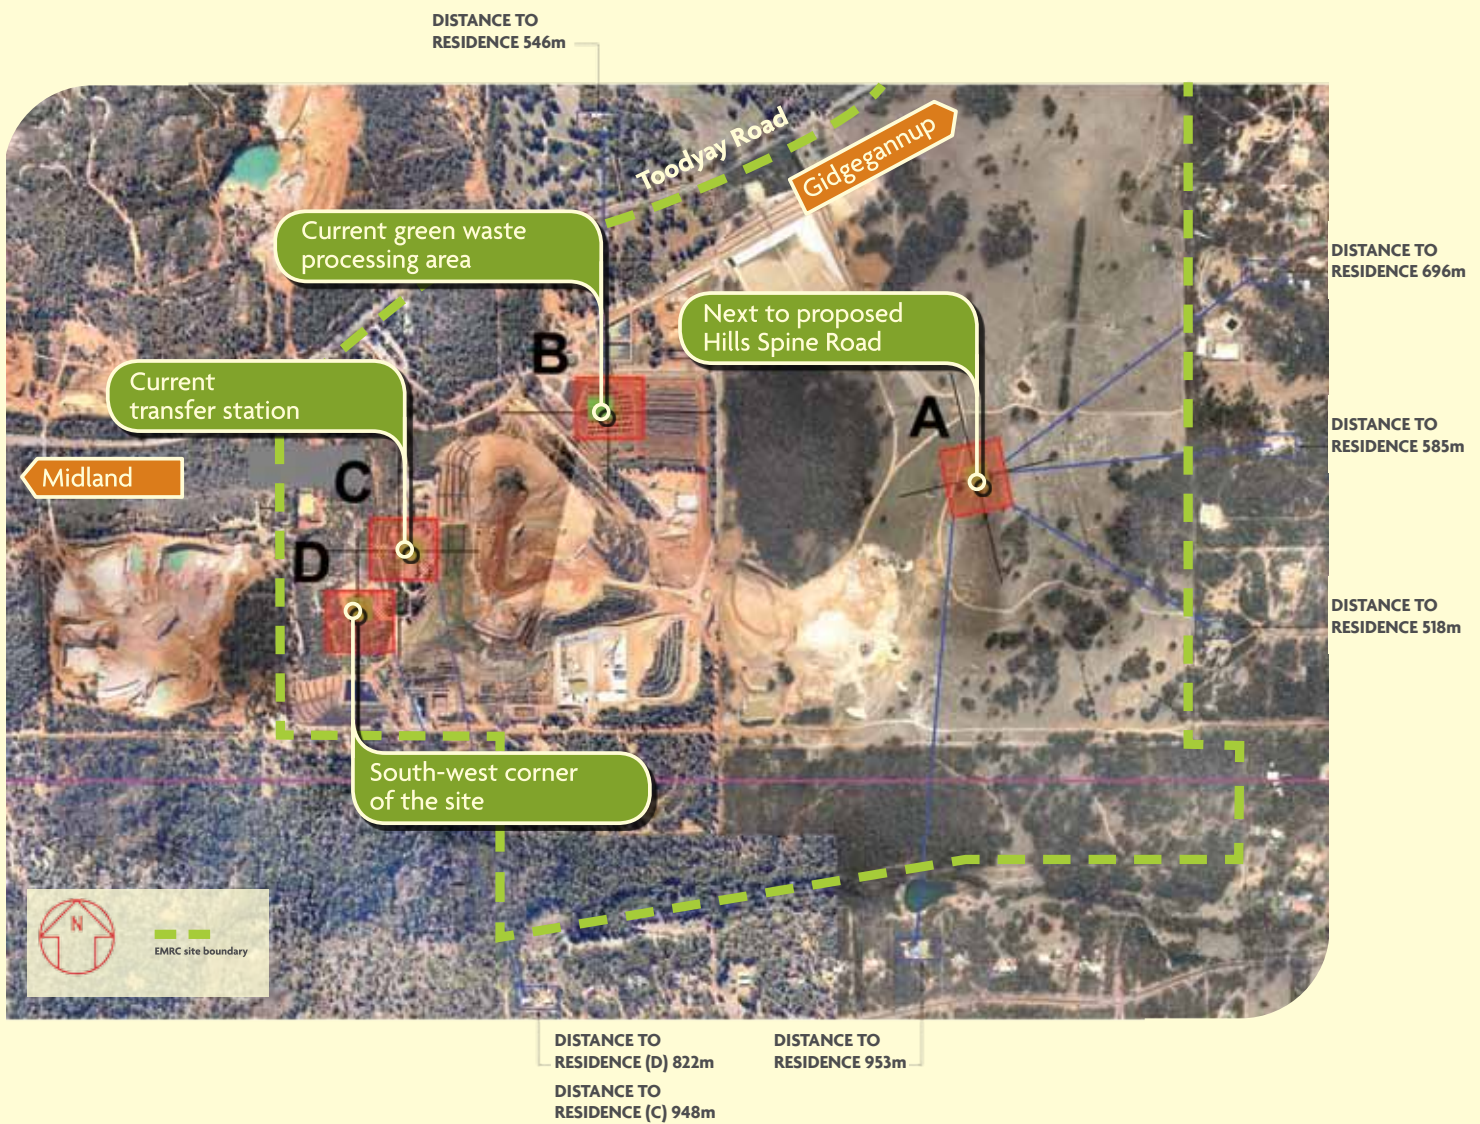 DISTANCE TO
RESIDENCE 546m
Toodyay Road
Gidgegannup
Current green waste
processing area
DISTANCE TO
RESIDENCE 696m
Next to proposed
Hills Spine Road
B
Current
transfer station
A
DISTANCE TO
RESIDENCE 585m
Midland
C
D
DISTANCE TO
RESIDENCE 518m
South-west corner
of the site
N
EMRC site boundary
DISTANCE TO
RESIDENCE (D) 822m
DISTANCE TO
RESIDENCE (C) 948m
DISTANCE TO
RESIDENCE 953m